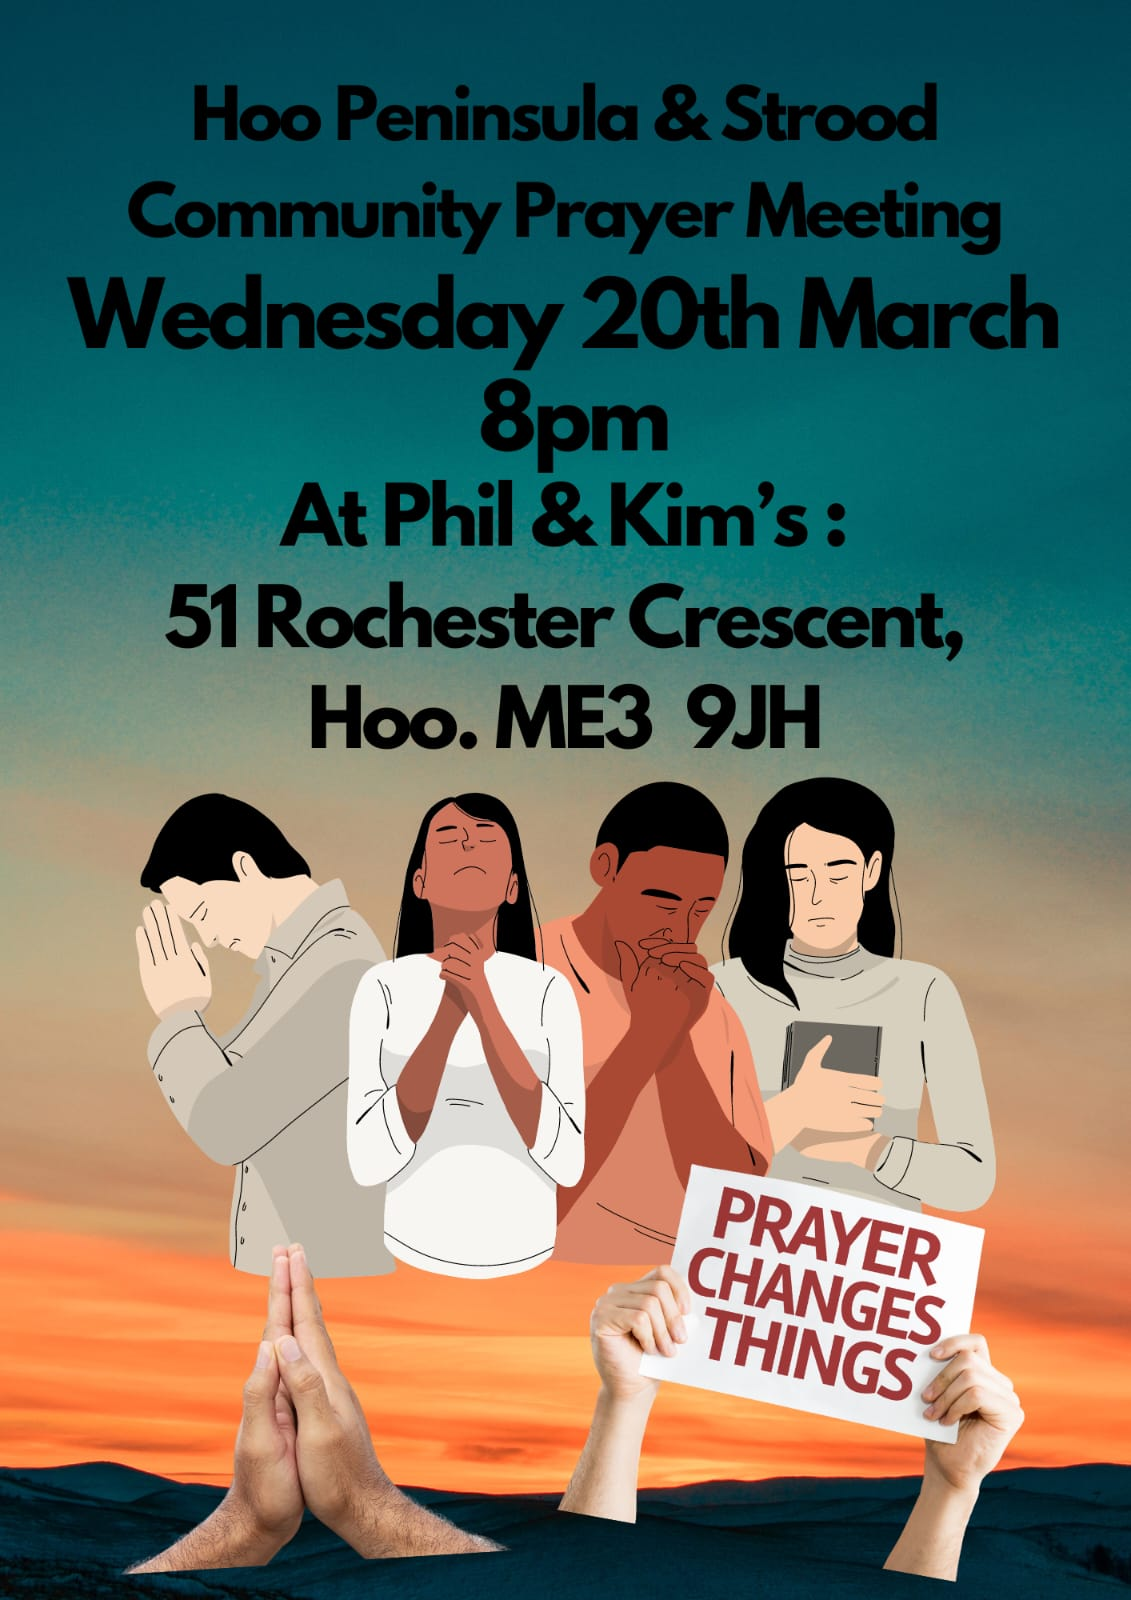 Hoo Peninsula & Strood
Community Prayer Meeting
Wednesday 20th March
8pm
At Phil & Kim's :
51 Rochester Crescent,
Hoo. ME3 9JH
PRAYER
CHANGES
THINGS